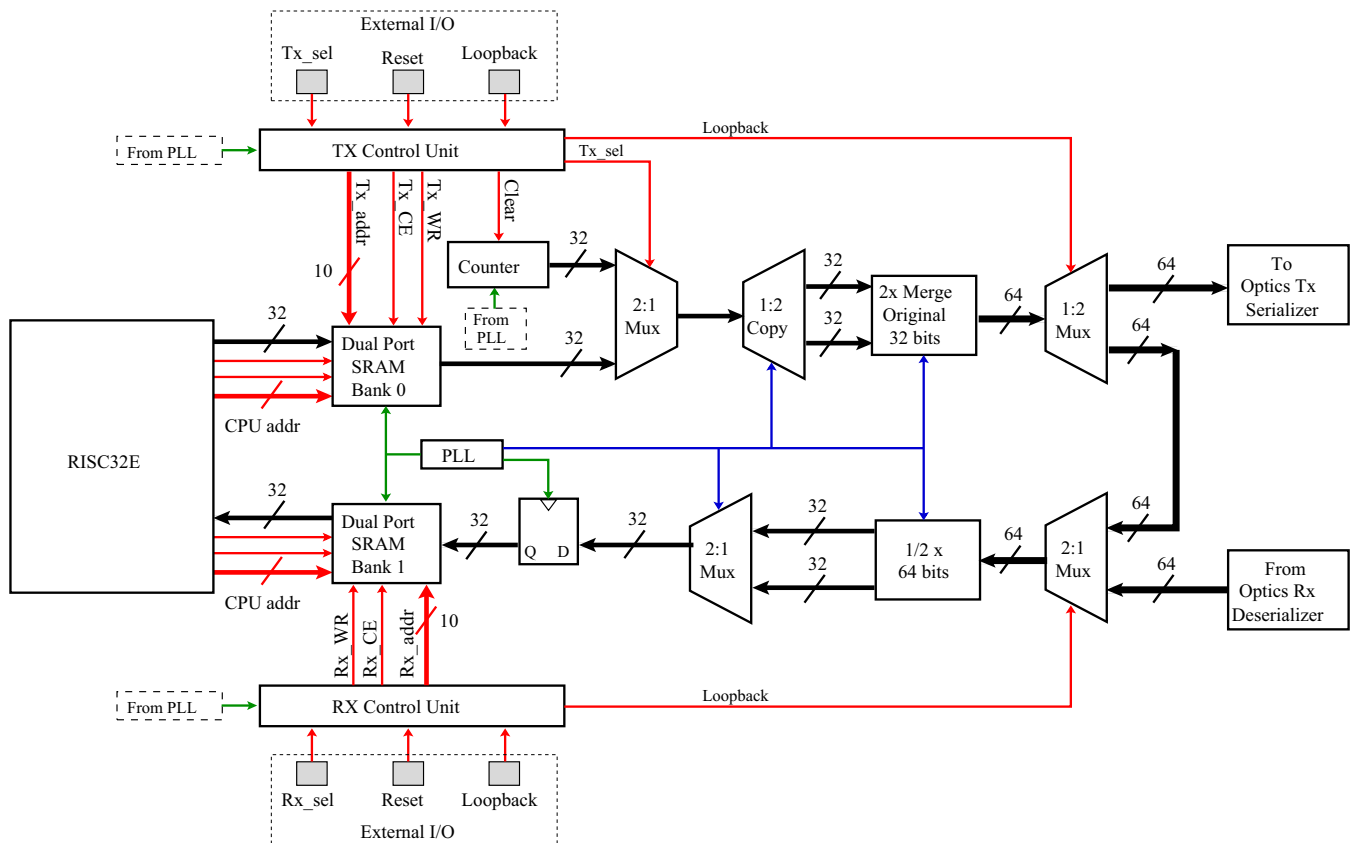 External I/O
Tx_sel
Reset
Loopback
From PLL
TX Control Unit
Loopback
Tx_sel
Tx_addr
Tx_CE
Tx_WR
Clear
10
Counter
32
From
PLL
2:1
Mux
1:2
Copy
32
32
2x Merge
Original
32 bits
64
1:2
Mux
64
64
To
Optics Tx
Serializer
RISC32E
32
CPU addr
Dual Port
SRAM
Bank 0
32
PLL
32
CPU addr
Dual Port
SRAM
Bank 1
32
Q
D
32
2:1
Mux
32
32
1/2 x
64 bits
64
2:1
Mux
64
64
From
Optics Rx
Deserializer
Rx_WR
Rx_CE
Rx_addr
10
From PLL
RX Control Unit
Loopback
Rx_sel
Reset
Loopback
External I/O